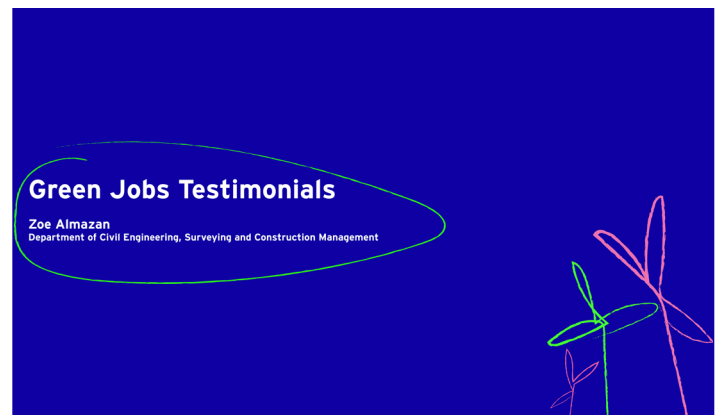 Green Jobs Testimonials
Zoe Almazan
Department of Civil Engineering, Surveying and Construction Management